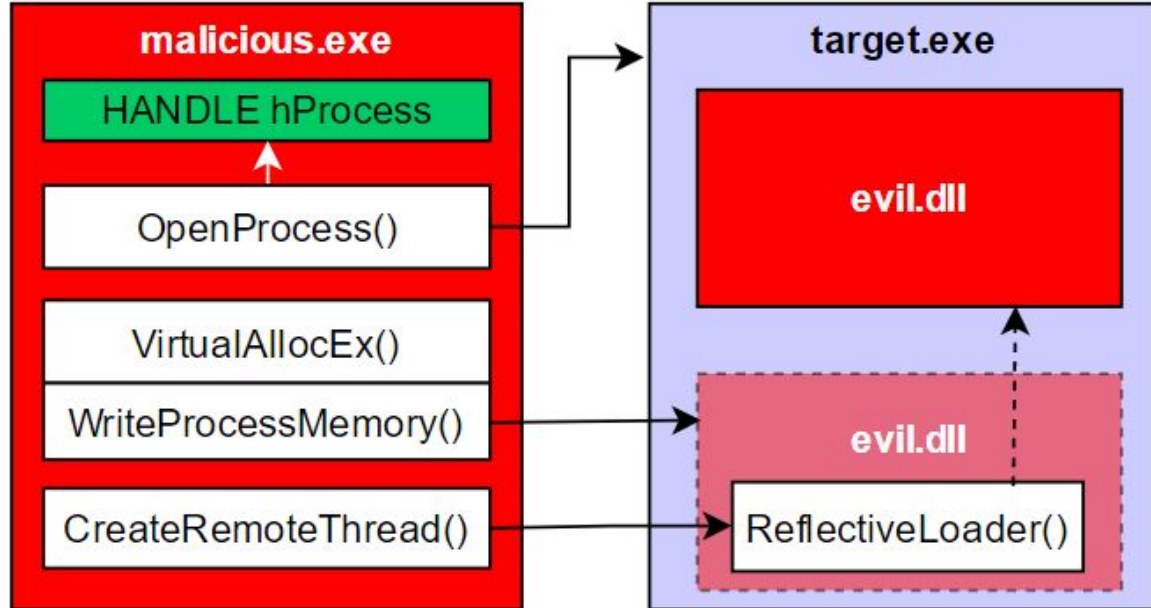 malicious.exe
HANDLE hProcess
OpenProcess()
VirtualAllocEx()
WriteProcessMemory()
CreateRemoteThread()
target.exe
evil.dll
evil.dll
ReflectiveLoader()